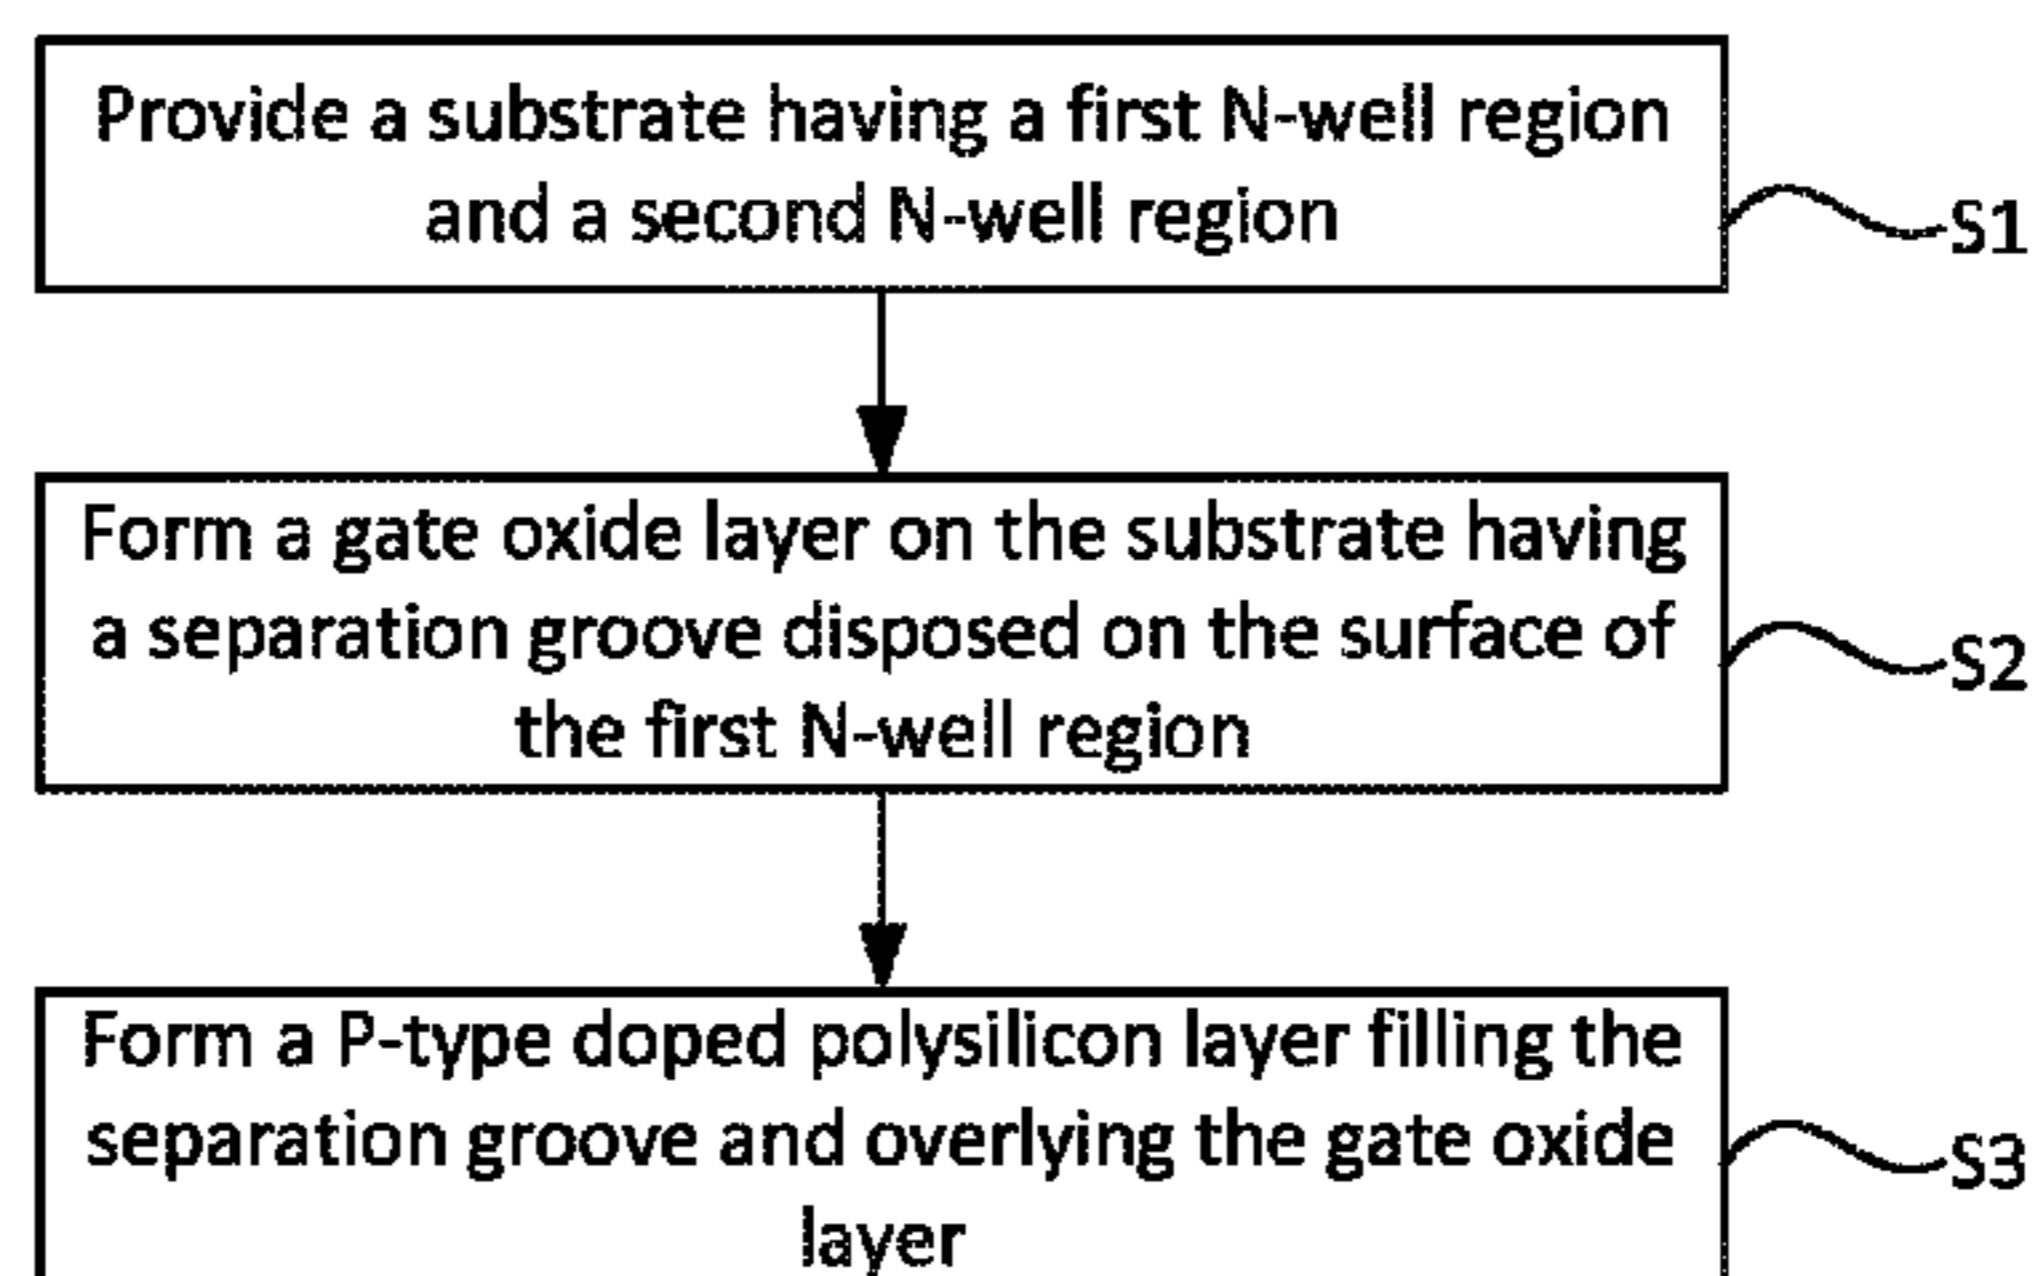 Provide a substrate having a first N-well region
and a second N-well region
S1
Form a gate oxide layer on the substrate having
a separation groove disposed on the surface of
the first N-well region
S2
Form a P-type doped polysilicon layer filling the
separation groove and overlying the gate oxide
layer
S3